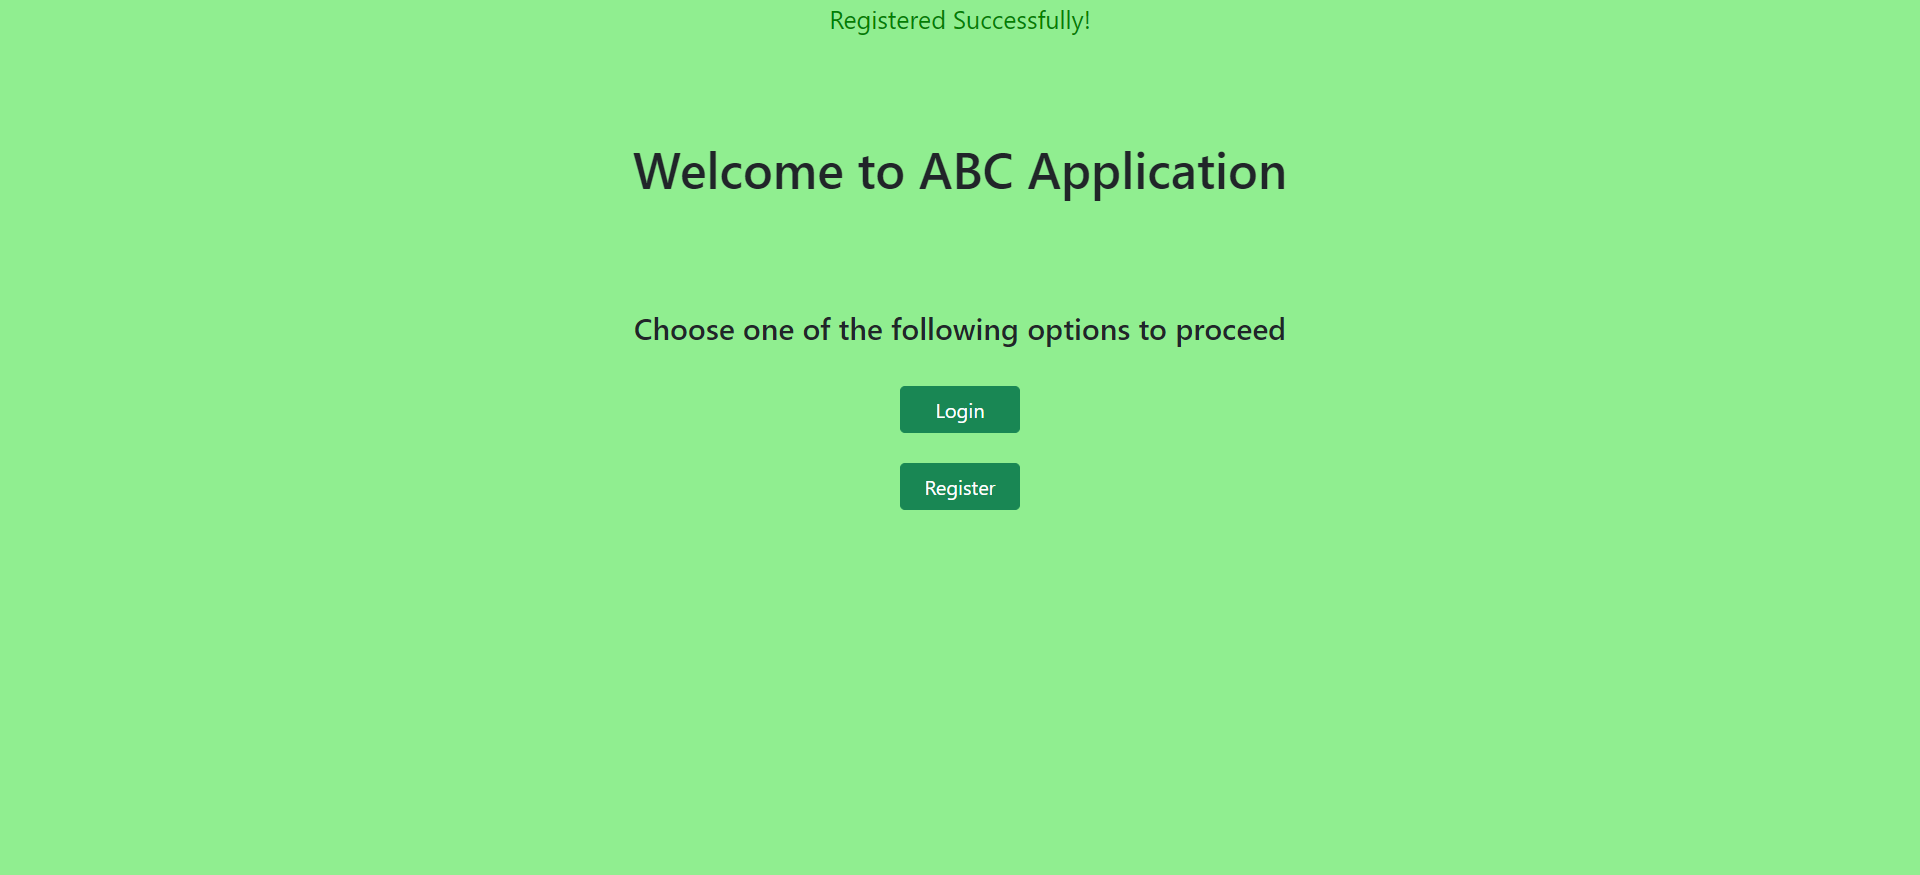 Registered Successfully!
Welcome to ABC Application
Choose one of the following options to proceed
Login
Register